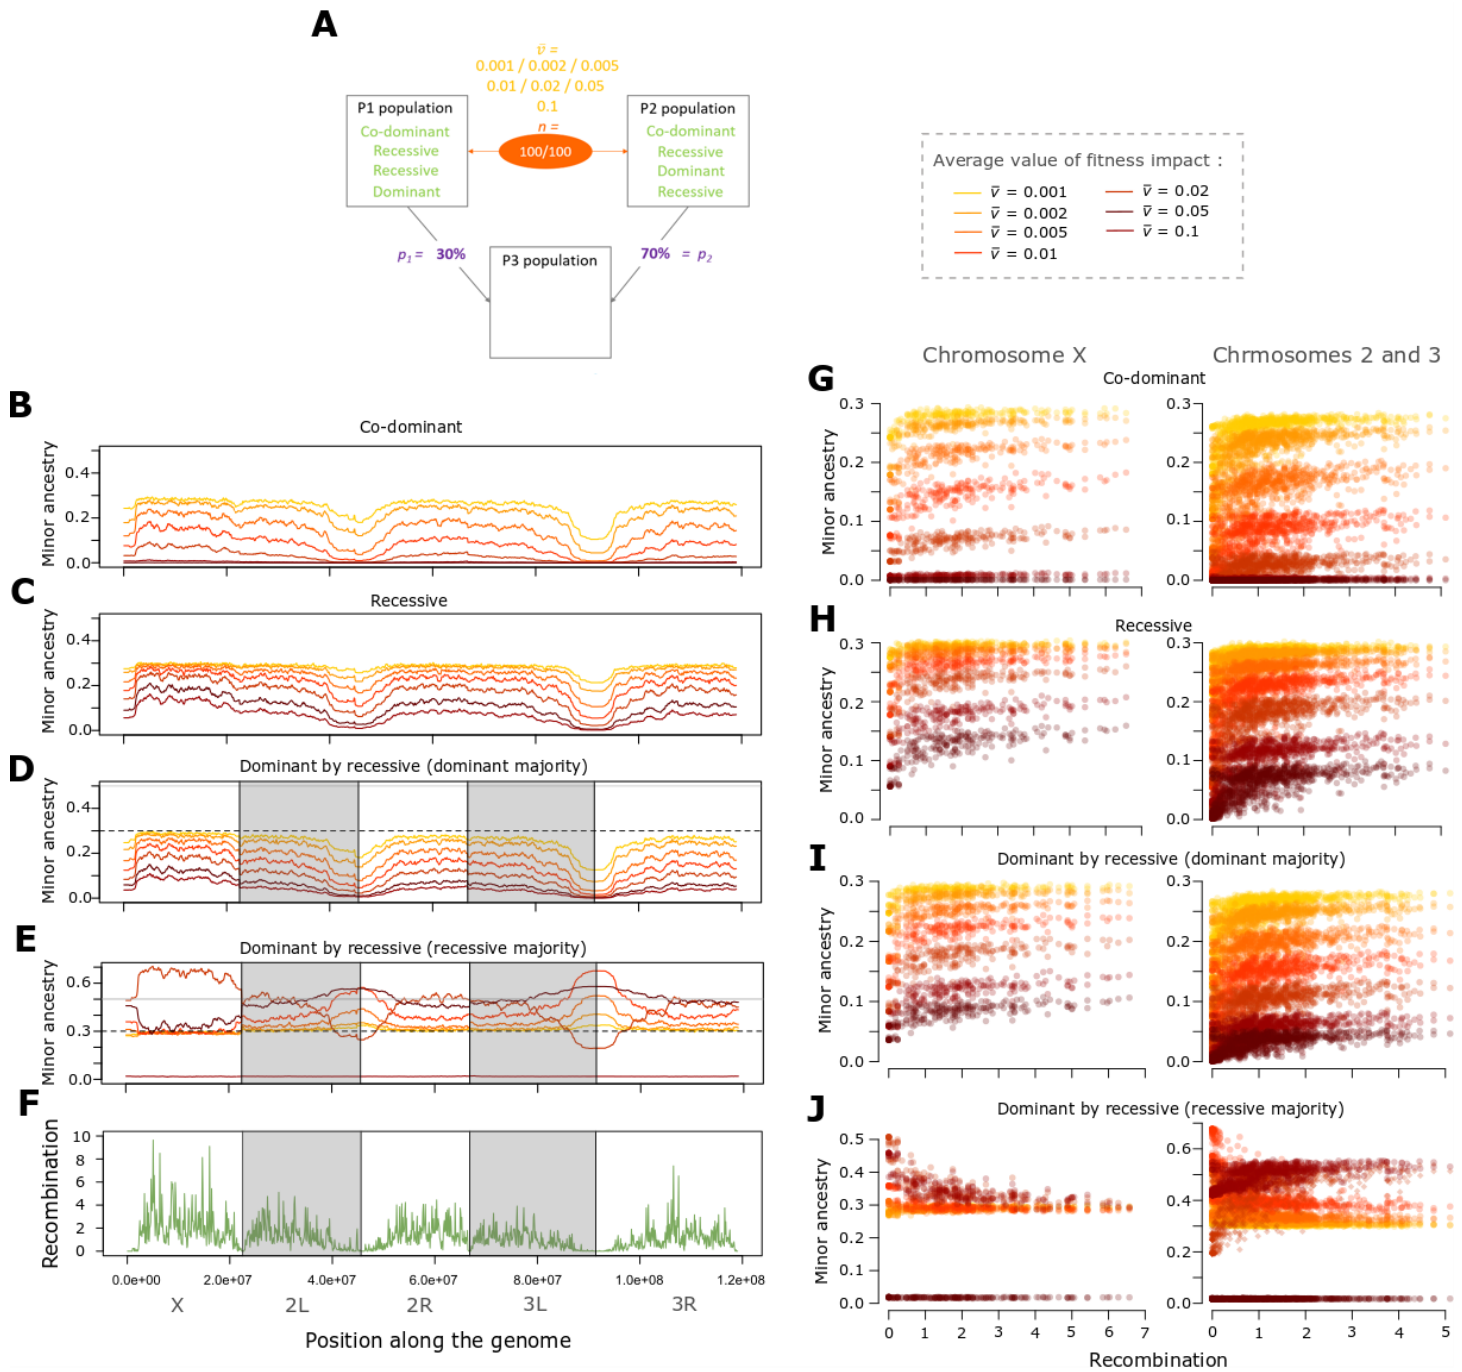 A
v̄ =
0.001 / 0.002 / 0.005
0.01 / 0.02 / 0.05
0.1
n =
100/100
P1 population
Co-dominant
Recessive
Recessive
Dominant
P2 population
Co-dominant
Recessive
Dominant
Recessive
p1 = 30%
70% = p2
P3 population
Average value of fitness impact :
v̄ = 0.001
v̄ = 0.002
v̄ = 0.005
v̄ = 0.01
v̄ = 0.02
v̄ = 0.05
v̄ = 0.1
B
Co-dominant
Minor ancestry
0.4
0.2
0.0
C
Recessive
Minor ancestry
0.4
0.2
0.0
D
Dominant by recessive (dominant majority)
Minor ancestry
0.4
0.2
0.0
E
Dominant by recessive (recessive majority)
Minor ancestry
0.6
0.3
0.0
F
Recombination
10
8
6
4
2
0
0.0e+00 2.0e+07 4.0e+07 6.0e+07 8.0e+07 1.0e+08 1.2e+08
X 2L 2R 3L 3R
Position along the genome
Chromosome X
Chrmosomes 2 and 3
G
Co-dominant
Minor ancestry
0.3
0.2
0.1
0.0
0.3
0.2
0.1
0.0
H
Recessive
Minor ancestry
0.3
0.2
0.1
0.0
0.3
0.2
0.1
0.0
I
Dominant by recessive (dominant majority)
Minor ancestry
0.3
0.2
0.1
0.0
0.3
0.2
0.1
0.0
J
Dominant by recessive (recessive majority)
Minor ancestry
0.5
0.4
0.3
0.2
0.1
0.0
0.6
0.4
0.2
0.0
0 1 2 3 4 5 6 7
0 1 2 3 4 5
Recombination